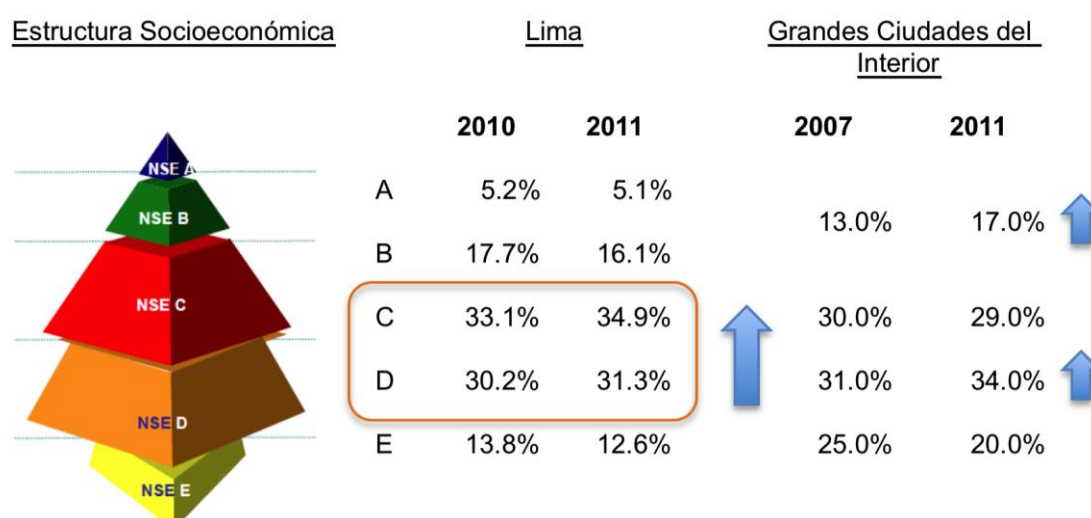 Estructura Socioeconómica
Lima
Grandes Ciudades del
Interior
2010 2011 2007 2011
NSE A
NSE B
NSE C
NSE D
NSE E
A 5.2% 5.1%
13.0% 17.0%
B 17.7% 16.1%
C 33.1% 34.9% 30.0% 29.0%
D 30.2% 31.3% 31.0% 34.0%
E 13.8% 12.6% 25.0% 20.0%